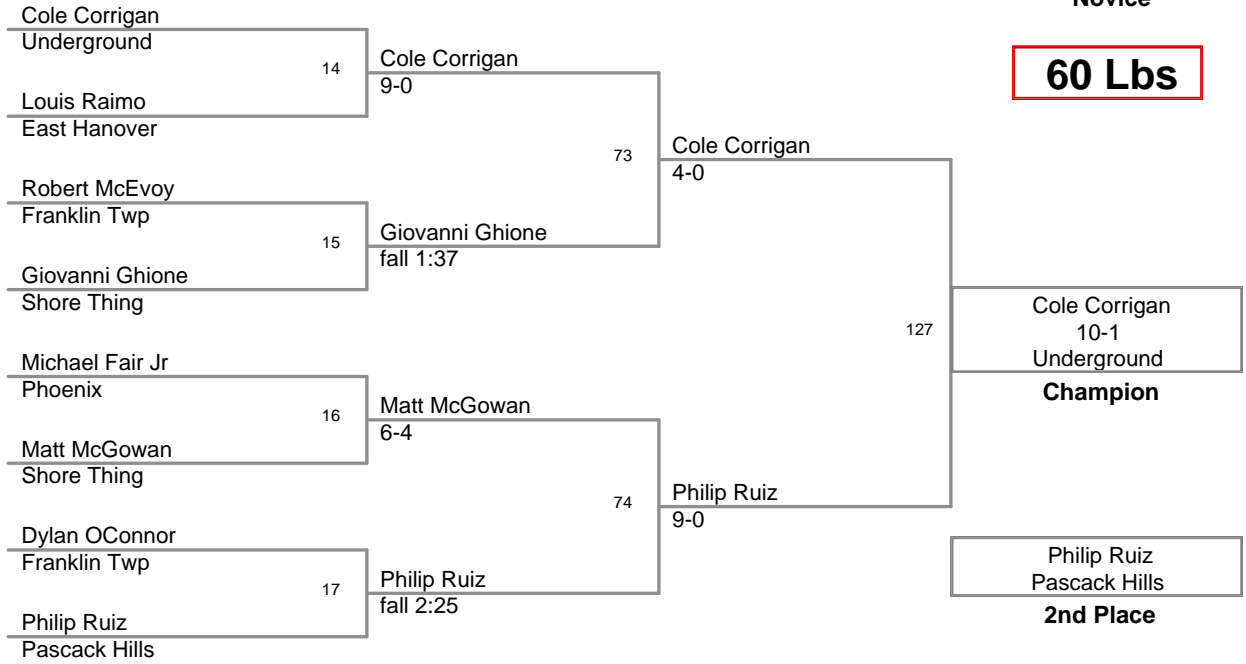 Novice
60 Lbs
Cole Corrigan
Underground
14
Louis Raimo
East Hanover
Cole Corrigan
9-0
Robert McEvoy
Franklin Twp
15
Giovanni Ghione
Shore Thing
Giovanni Ghione
fall 1:37
73
Cole Corrigan
4-0
Michael Fair Jr
Phoenix
16
Matt McGowan
Shore Thing
Matt McGowan
6-4
Dylan OConnor
Franklin Twp
17
Philip Ruiz
Pascack Hills
Philip Ruiz
fall 2:25
74
Philip Ruiz
9-0
127
Cole Corrigan
10-1
Underground
Champion
Philip Ruiz
Pascack Hills
2nd Place